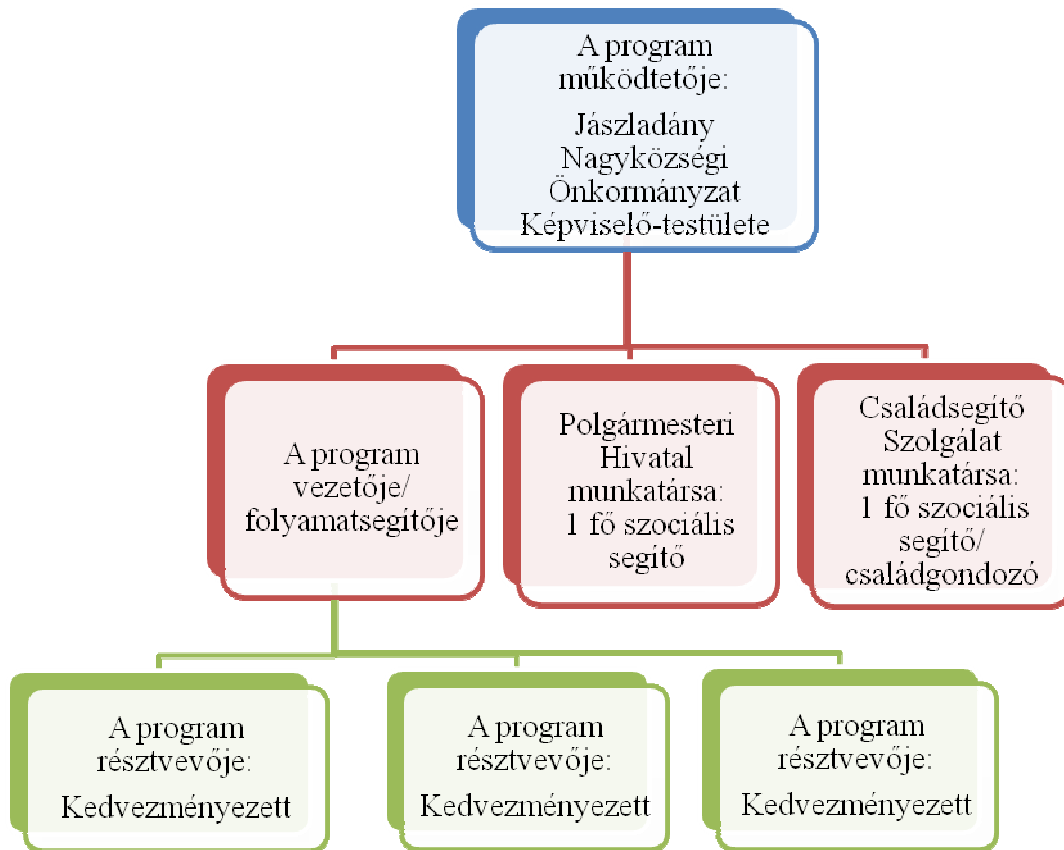 A program
működtetője:
Jászladány
Nagyközségi
Önkormányzat
Képviselő-testülete
A program
vezetője/
folyamatsegítője
Polgármesteri
Hivatal
munkatársa:
1 fő szociális
segítő
Családsegítő
Szolgálat
munkatársa:
1 fő szociális
segítő/
családgondozó
A program
résztvevője:
Kedvezményezett
A program
résztvevője:
Kedvezményezett
A program
résztvevője:
Kedvezményezett